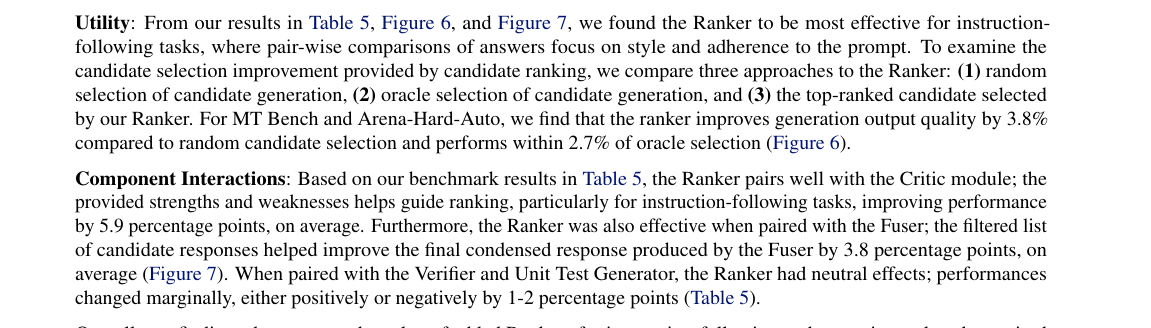 Utility: From our results in Table 5, Figure 6, and Figure 7, we found the Ranker to be most effective for instruction-
following tasks, where pair-wise comparisons of answers focus on style and adherence to the prompt. To examine the
candidate selection improvement provided by candidate ranking, we compare three approaches to the Ranker: (1) random
selection of candidate generation, (2) oracle selection of candidate generation, and (3) the top-ranked candidate selected
by our Ranker. For MT Bench and Arena-Hard-Auto, we find that the ranker improves generation output quality by 3.8%
compared to random candidate selection and performs within 2.7% of oracle selection (Figure 6).
Component Interactions: Based on our benchmark results in Table 5, the Ranker pairs well with the Critic module; the
provided strengths and weaknesses helps guide ranking, particularly for instruction-following tasks, improving performance
by 5.9 percentage points, on average. Furthermore, the Ranker was also effective when paired with the Fuser; the filtered list
of candidate responses helped improve the final condensed response produced by the Fuser by 3.8 percentage points, on
average (Figure 7). When paired with the Verifier and Unit Test Generator, the Ranker had neutral effects; performances
changed marginally, either positively or negatively by 1-2 percentage points (Table 5).